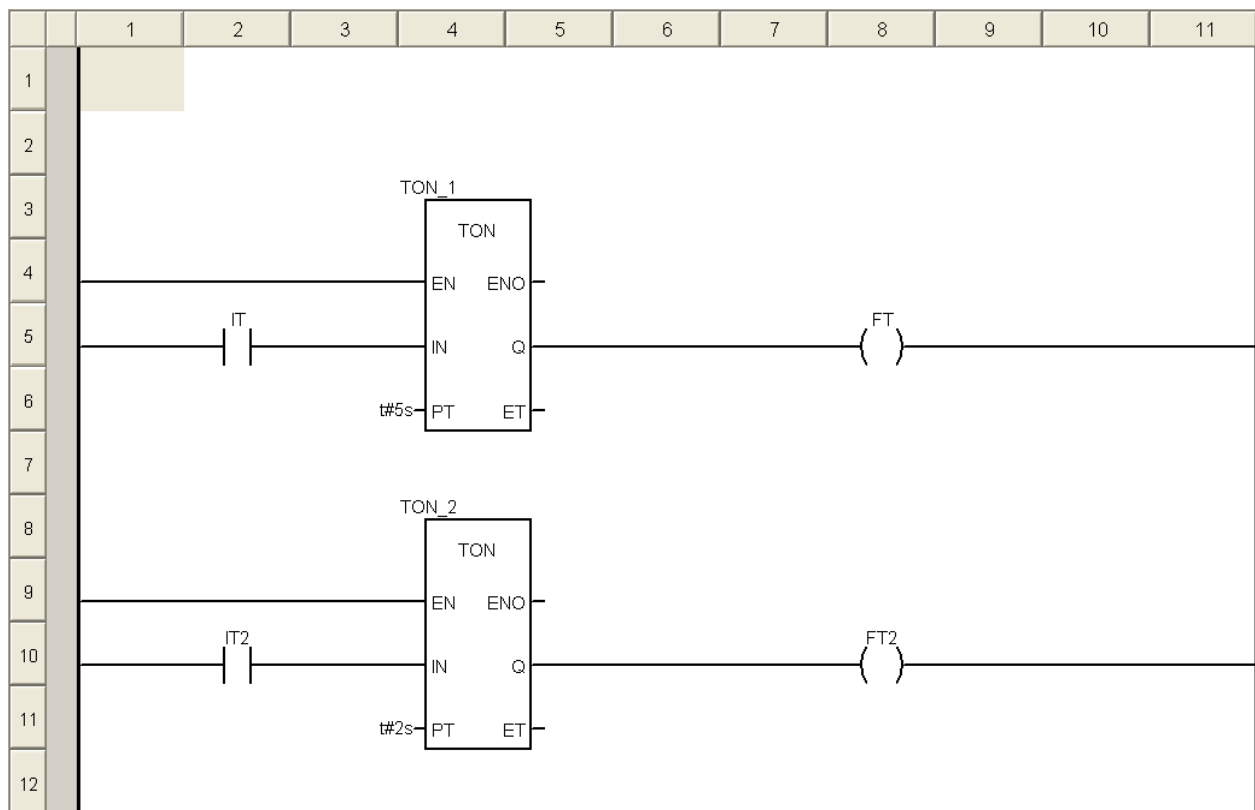 1 2 3 4 5 6 7 8 9 10 11
1
2
3
TON_1
TON
4
EN ENO
5
IT
IN Q
FT
6
t#5s PT ET
7
8
TON_2
TON
9
EN ENO
10
IT2
IN Q
FT2
11
t#2s PT ET
12